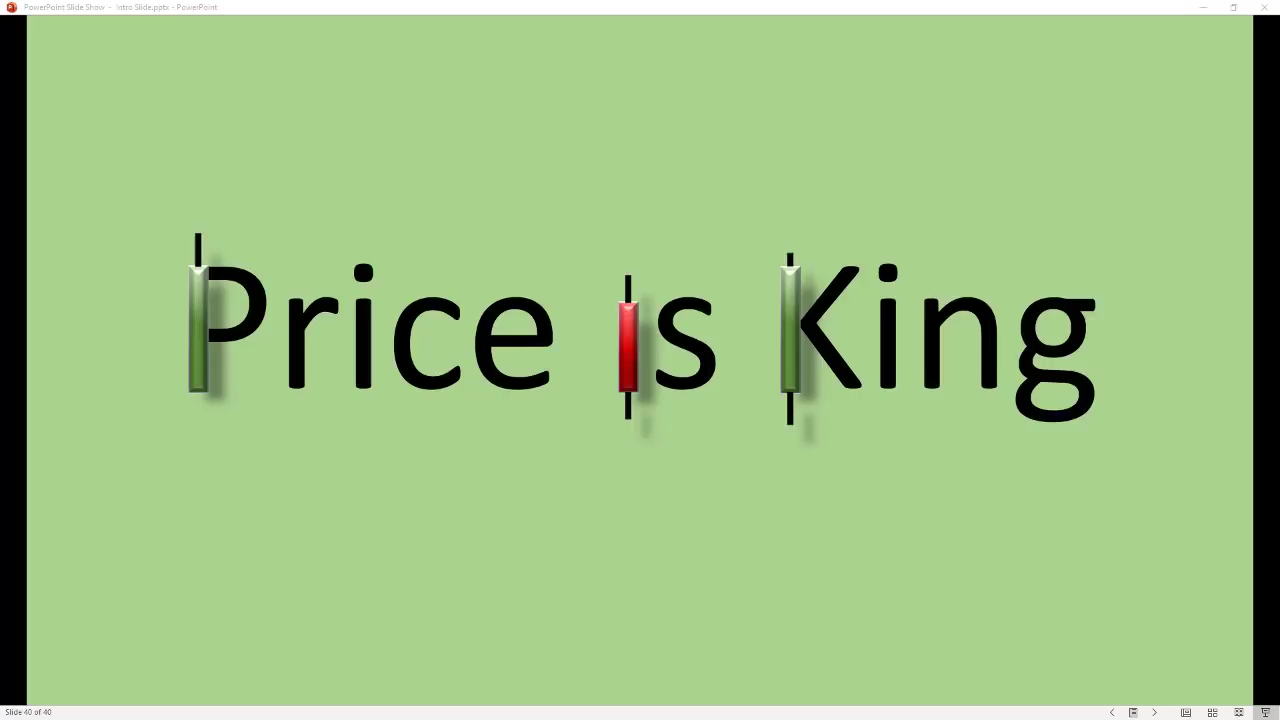 PowerPoint Slide Show - Intro Slide.pptx - PowerPoint
Price is King
Slide 40 of 40